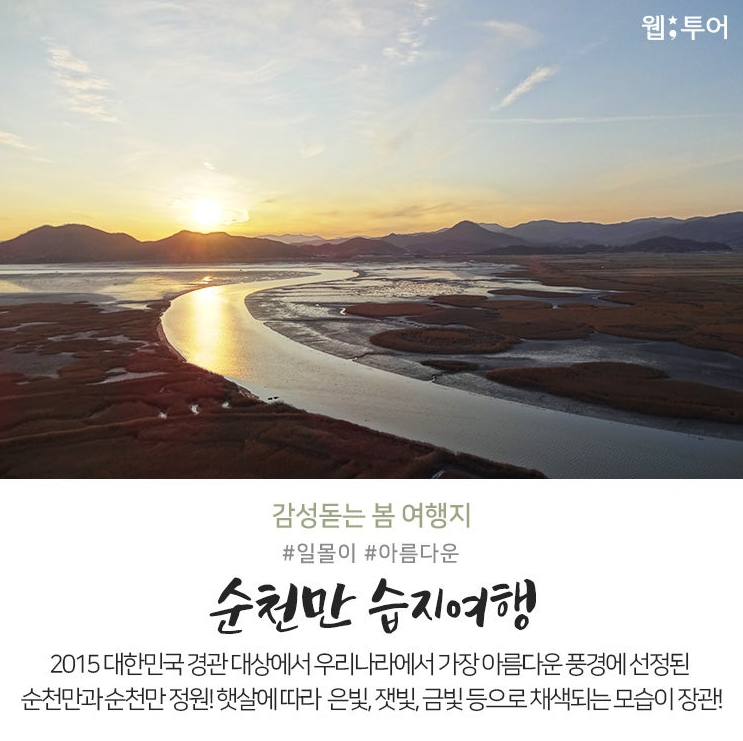 웹;투어
감성돋는 봄 여행지
#일몰이 #아름다운
순천만 습지여행
2015 대한민국 경관 대상에서 우리나라에서 가장 아름다운 풍경에 선정된
순천만과 순천만 정원! 햇살에 따라 은빛, 잿빛, 금빛 등으로 채색되는 모습이 장관!